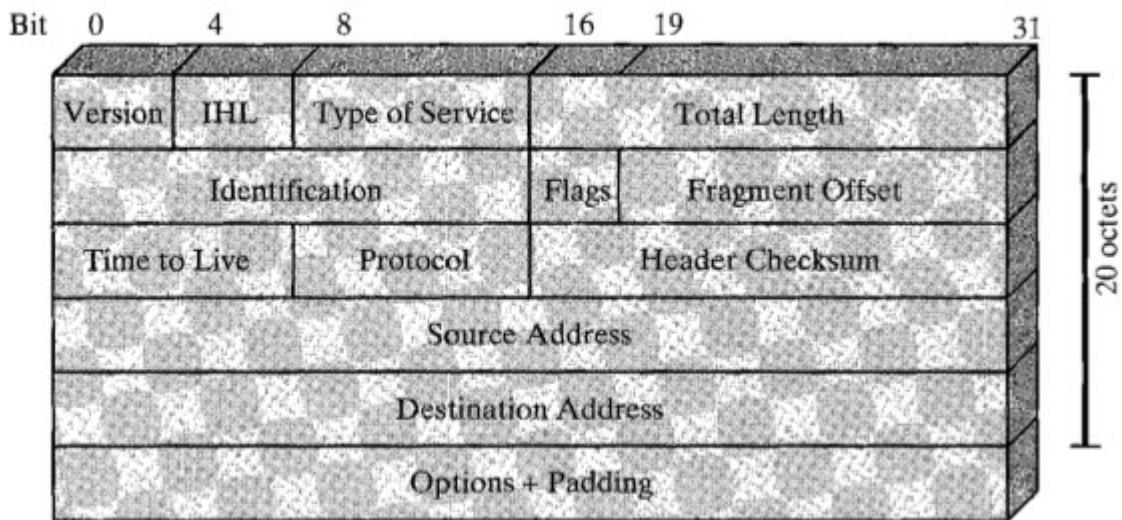 Bit 0 4 8 16 19 31
Version IHL Type of Service Total Length
Identification Flags Fragment Offset
Time to Live Protocol Header Checksum
Source Address
Destination Address
Options + Padding
20 octets